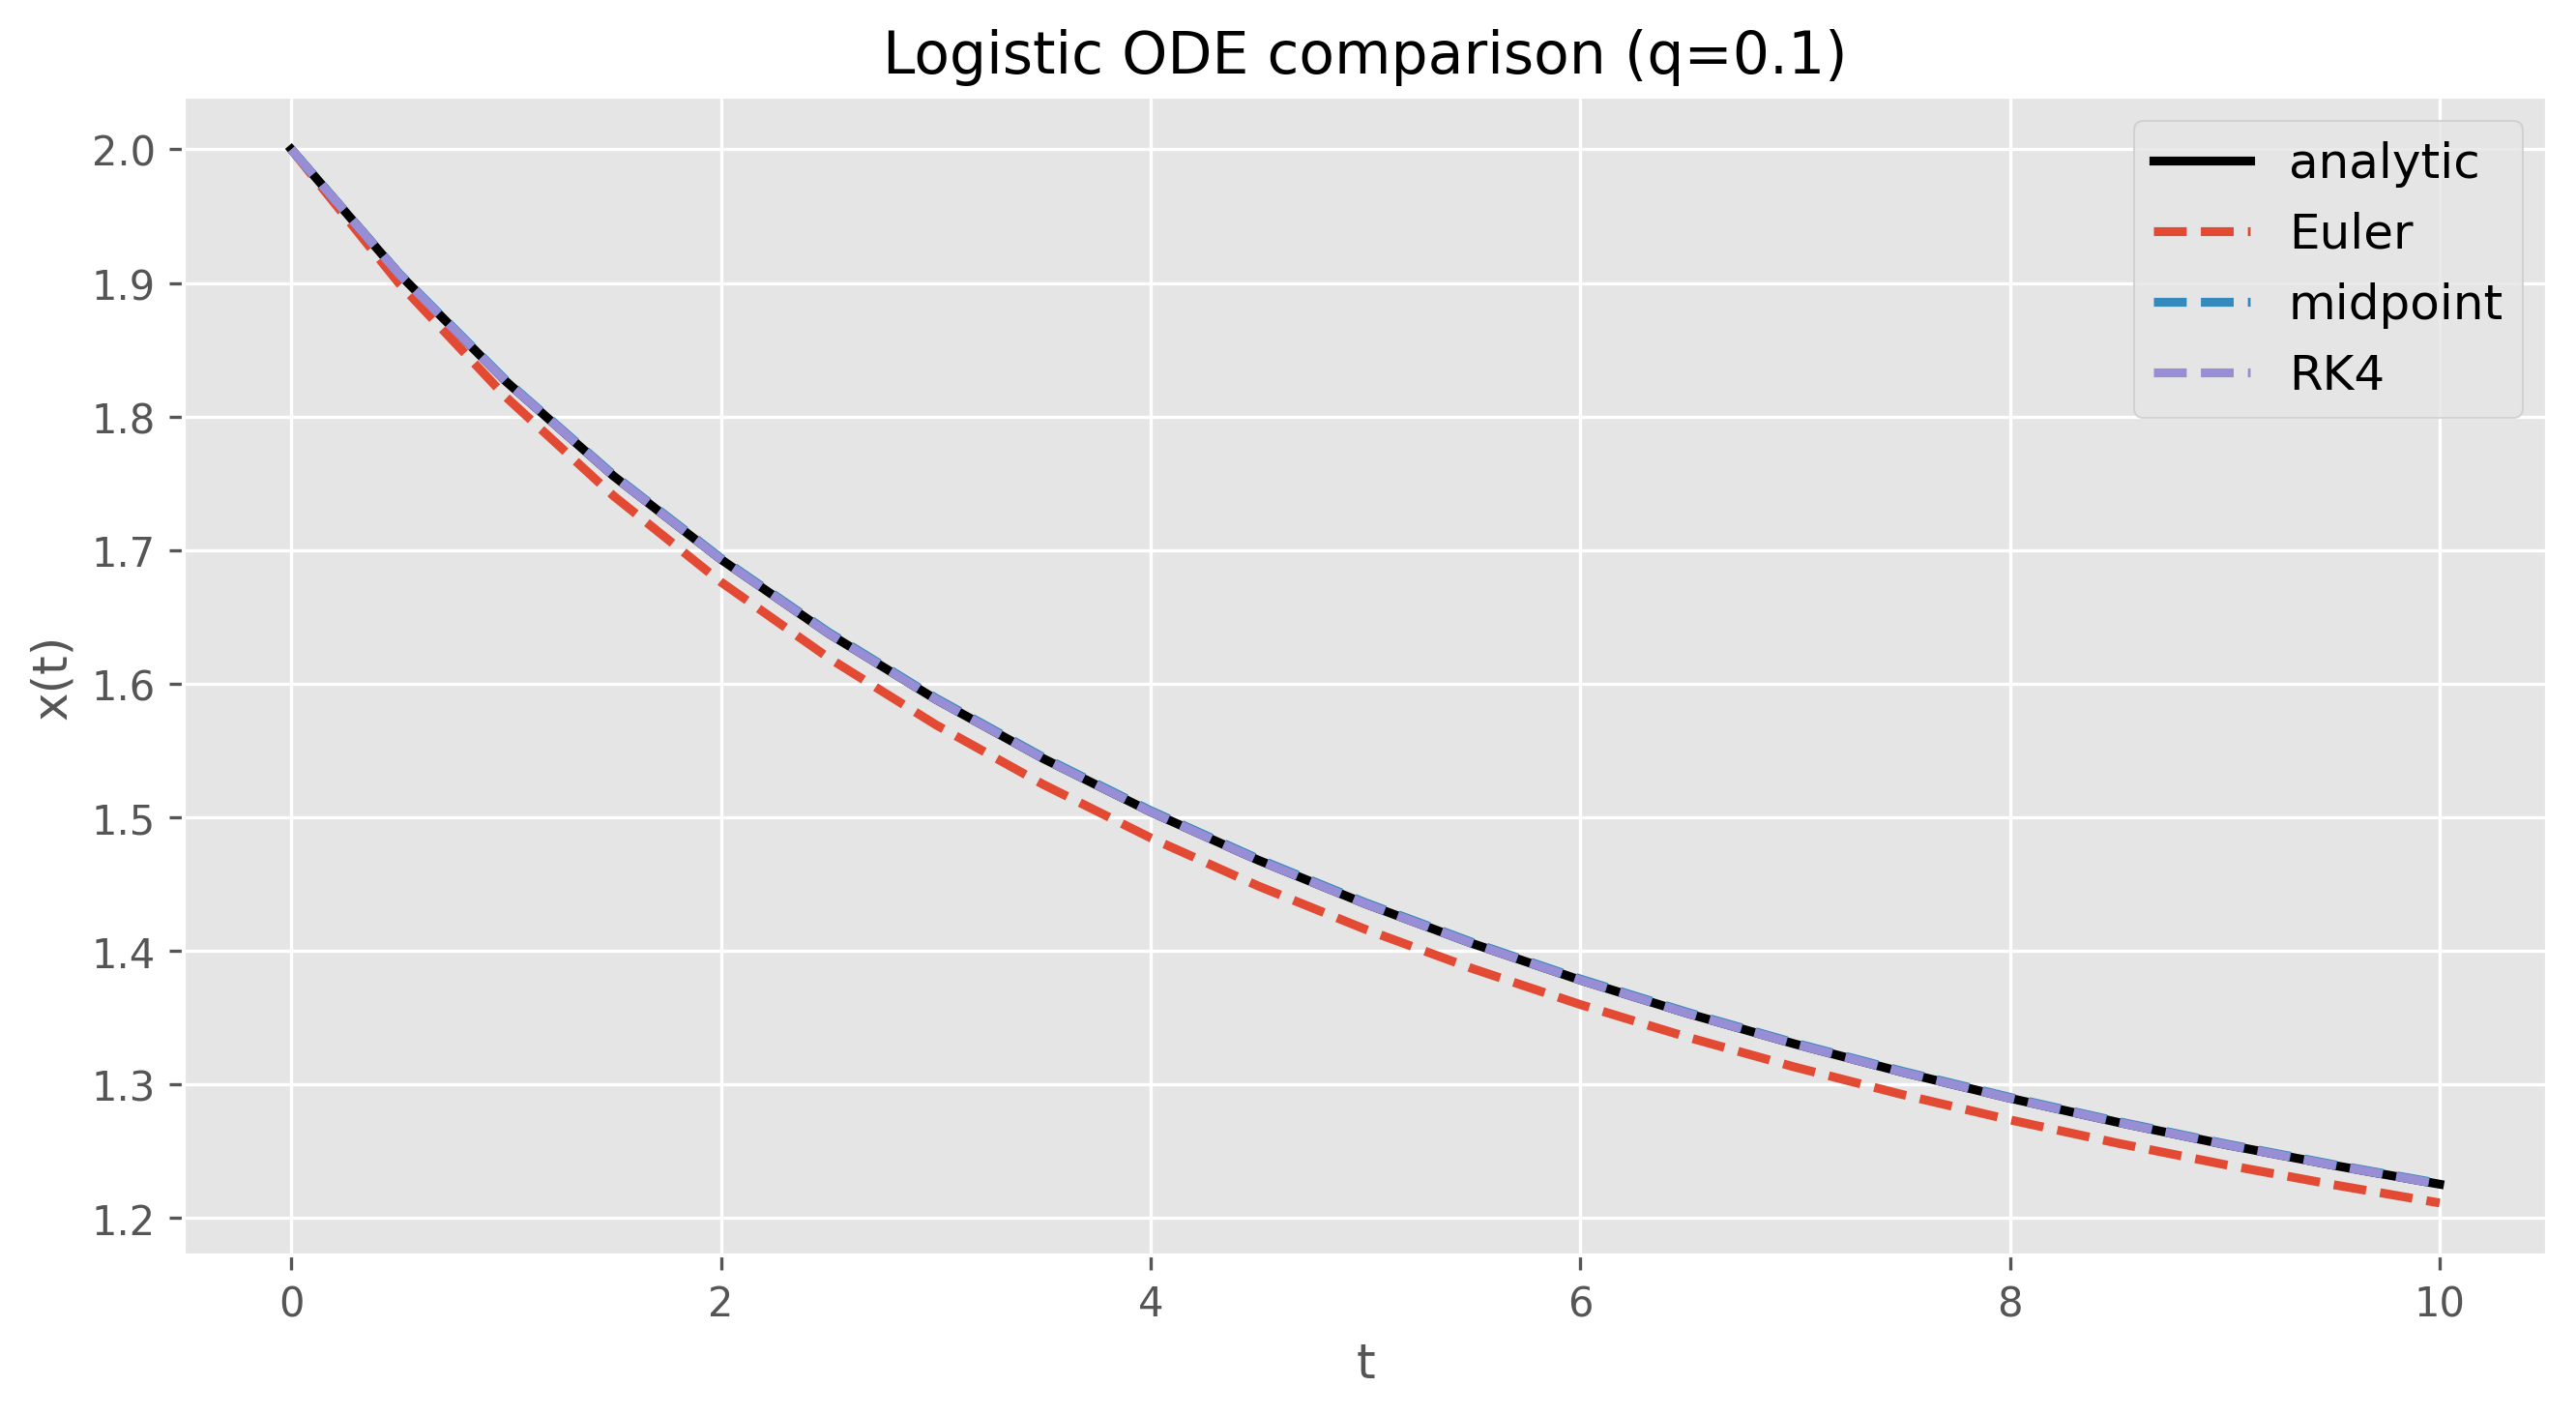 Logistic ODE comparison (q=0.1)
analytic
Euler
midpoint
RK4
x(t)
2.0
1.9
1.8
1.7
1.6
1.5
1.4
1.3
1.2
0 2 4 6 8 10
t